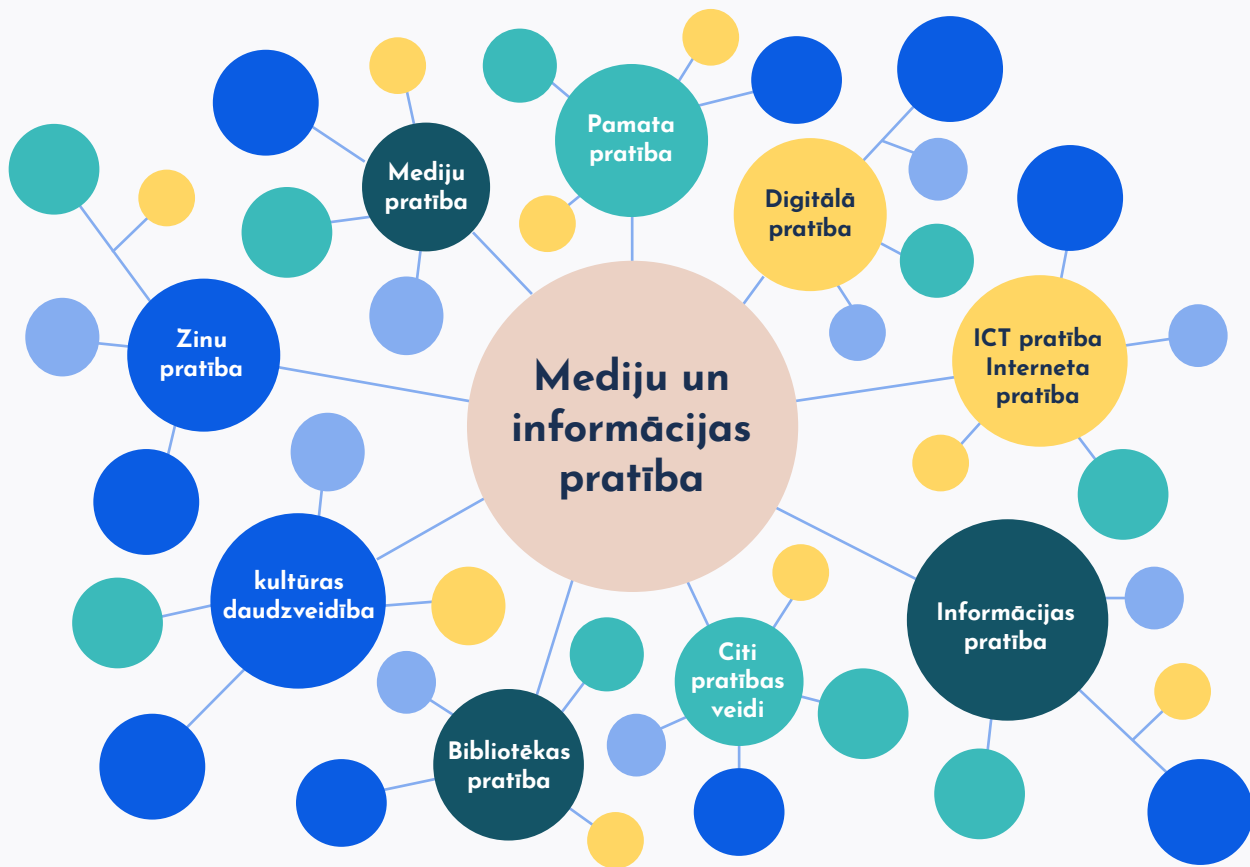 Pamata
pratība
Mediju
pratība
Digitālā
pratība
Zinu
pratība
ICT pratība
Interneta
pratība
Mediju un
informācijas
pratība
kultūras
daudzveidība
Informācijas
pratība
Citi
pratības
veidi
Bibliotēkas
pratība